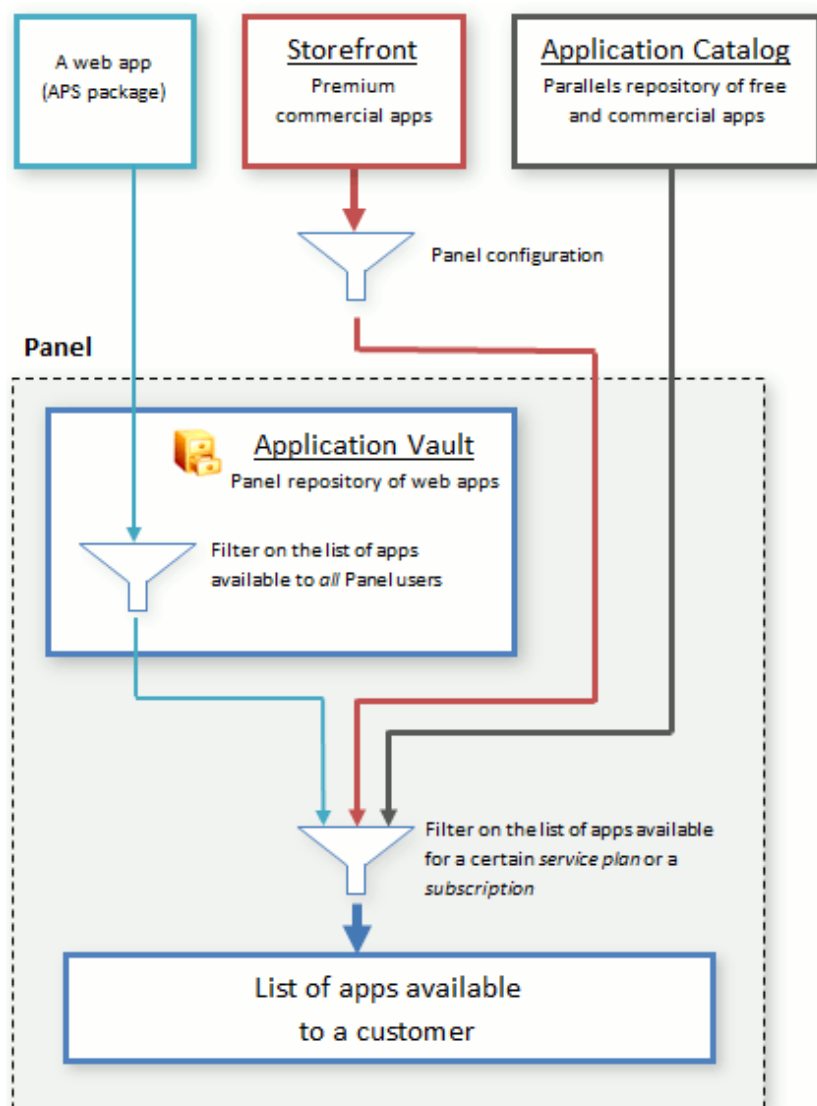 A web app
(APS package)
Storefront
Premium
commercial apps
Application Catalog
Parallels repository of free
and commercial apps
Panel configuration
Panel
Application Vault
Panel repository of web apps
Filter on the list of apps
available to all Panel users
Filter on the list of apps available
for a certain service plan or a
subscription
List of apps available
to a customer